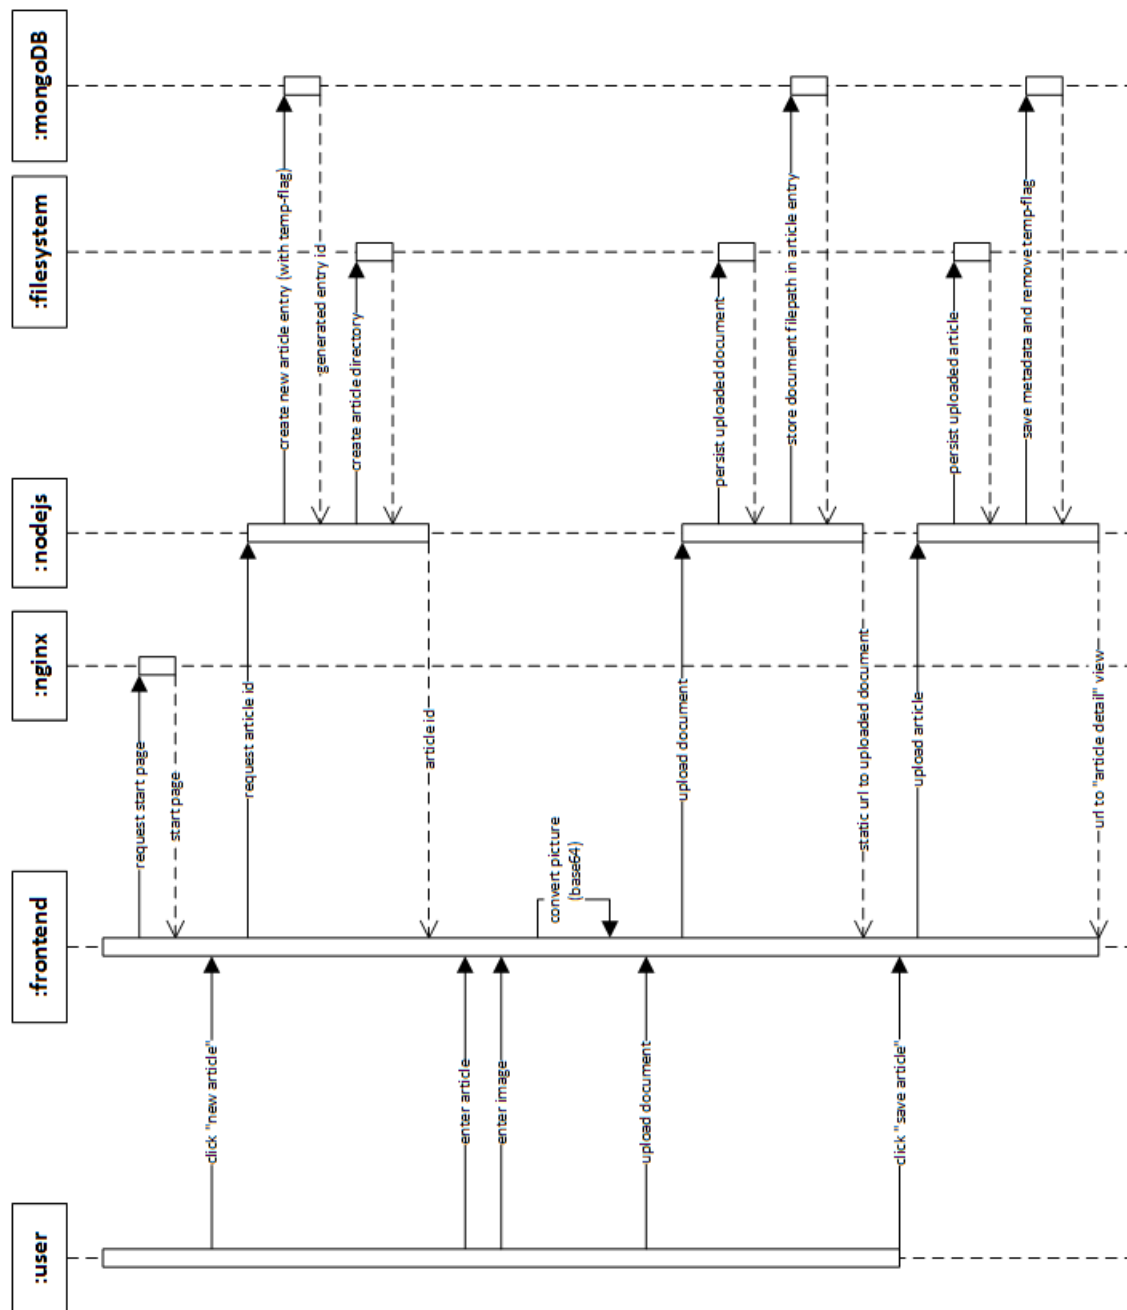 :user
:frontend
:nginx
:nodejs
:filesystem
:mongoDB
request start page
start page
click "new article"
request article id
create new article entry (with temp-flag)
generated entry id
create article directory
article id
enter article
enter image
convert picture
(base64)
upload document
upload document
persist uploaded document
store document filepath in article entry
static url to uploaded document
click "save article"
upload article
persist uploaded article
save metadata and remove temp-flag
url to "article detail" view